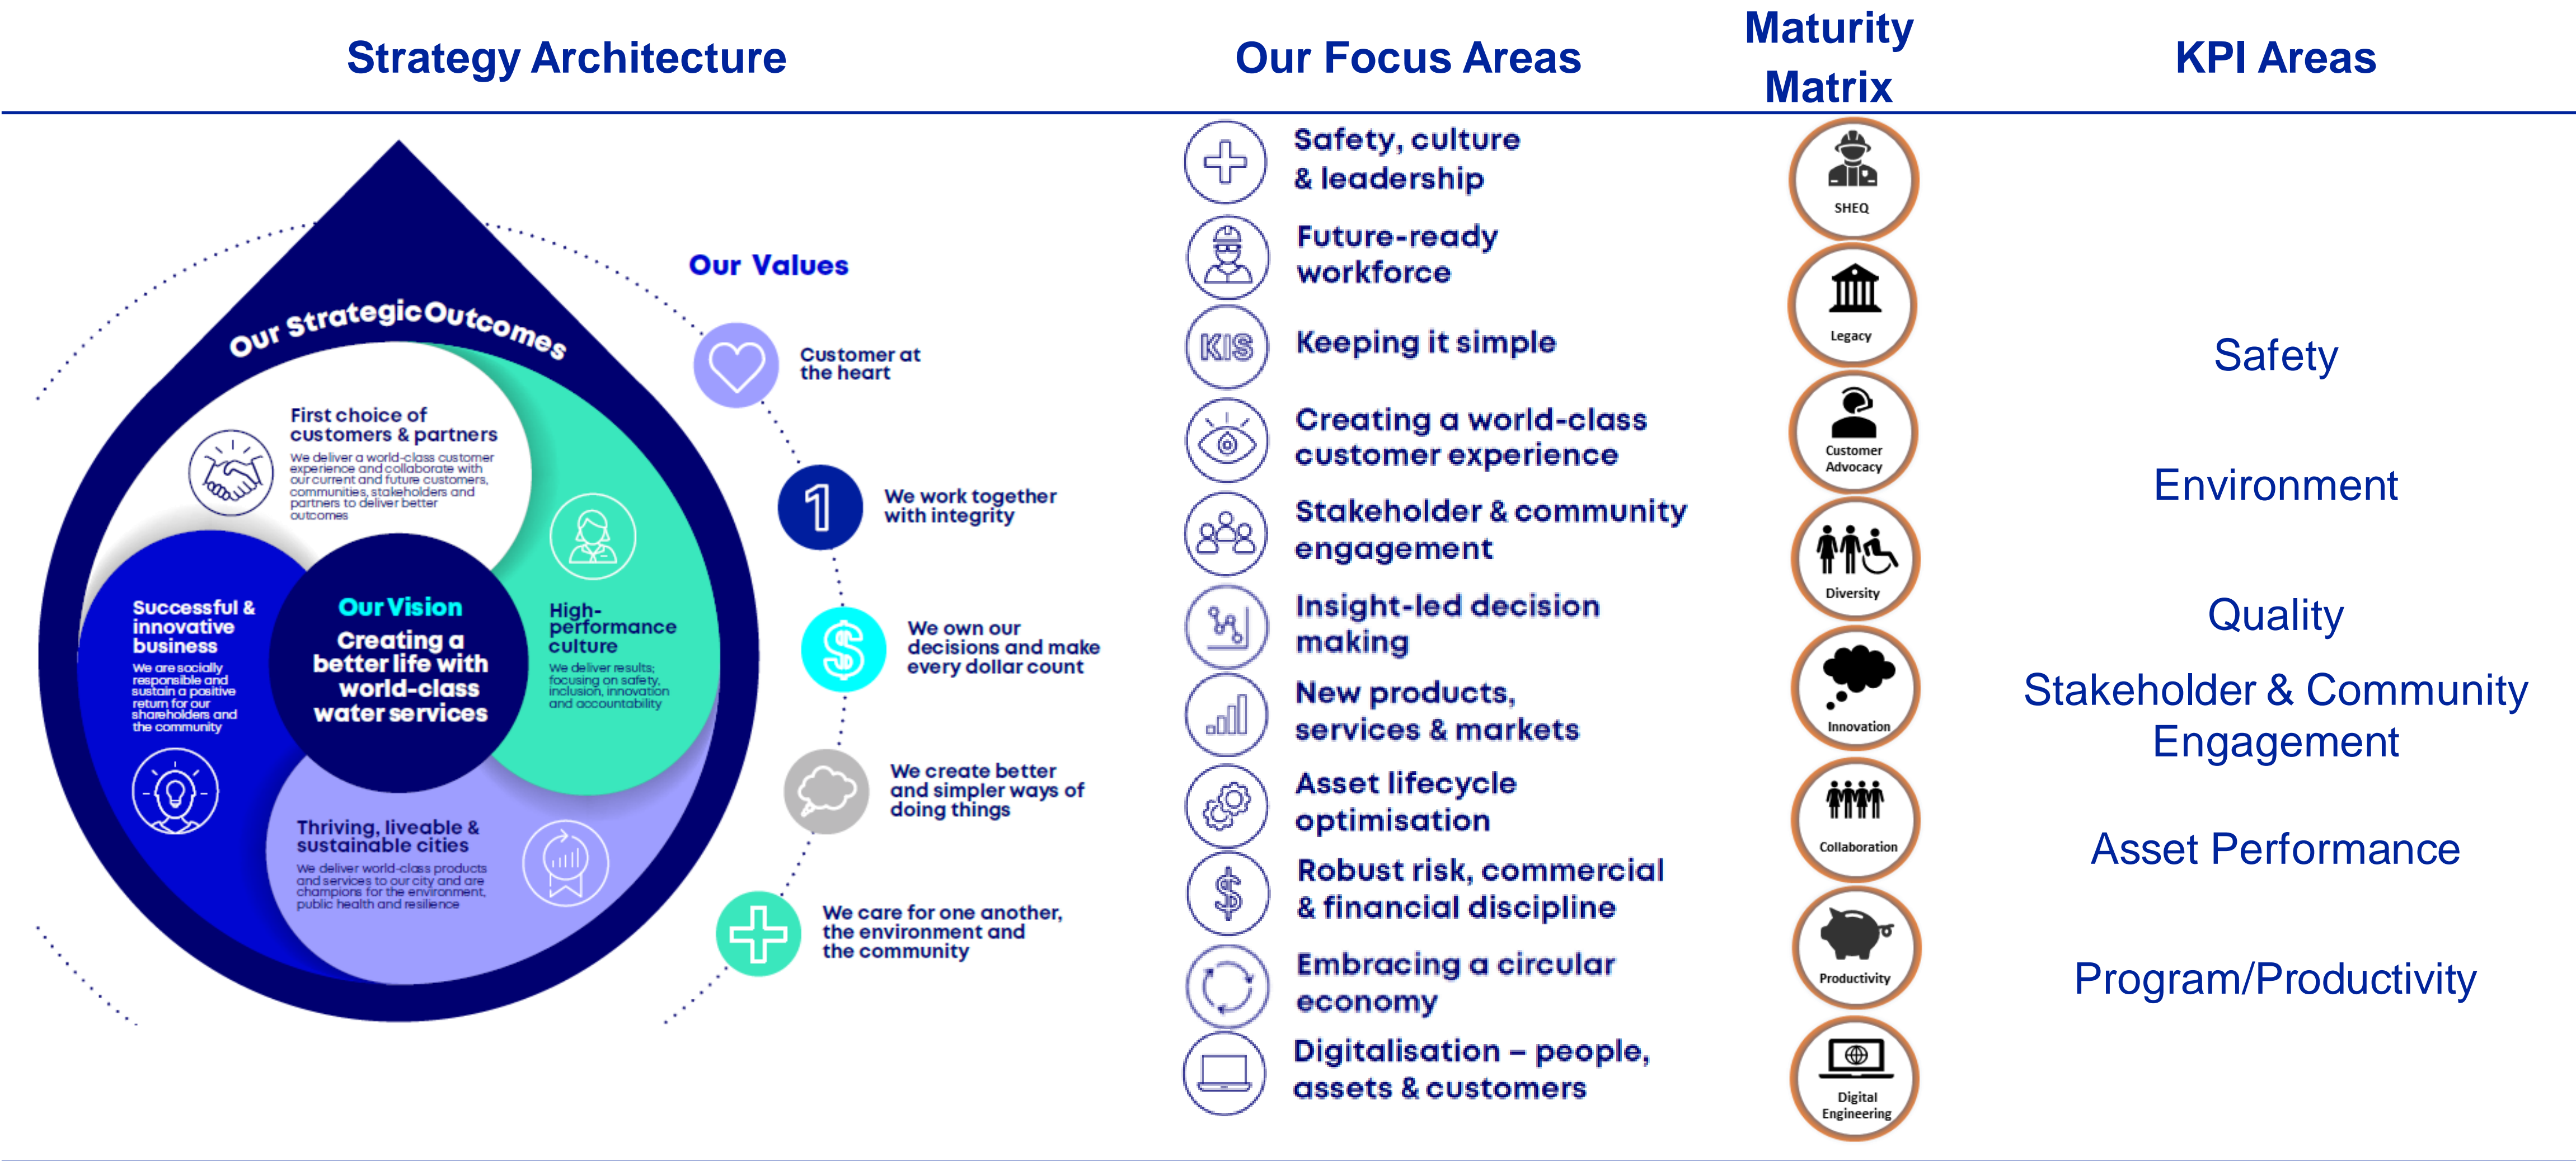 Strategy Architecture
Our Focus Areas
Maturity
Matrix
KPI Areas
Our Strategic Outcomes
First choice of
customers & partners
We deliver a world-class customer
experience and collaborate with
our current and future customers,
communities, stakeholders and
partners to deliver better
outcomes
Successful &
innovative
business
We are socially
responsible and
sustain a positive
return for our
shareholders and
the community
Our Vision
Creating a
better life with
world-class
water services
High-
performance
culture
We deliver results;
focusing on safety,
inclusion, innovation
and accountability
Thriving, liveable &
sustainable cities
We deliver world-class products
and services to our city and are
champions for the environment,
public health and resilience
Our Values
Customer at
the heart
1
We work together
with integrity
$
We own our
decisions and make
every dollar count
We create better
and simpler ways of
doing things
We care for one another,
the environment and
the community
Safety, culture
& leadership
Future-ready
workforce
KIS
Keeping it simple
Creating a world-class
customer experience
Stakeholder & community
engagement
Insight-led decision
making
New products,
services & markets
Asset lifecycle
optimisation
$
Robust risk, commercial
& financial discipline
Embracing a circular
economy
Digitalisation – people,
assets & customers
SHEQ
Legacy
Customer
Advocacy
Diversity
Innovation
Collaboration
Productivity
Digital
Engineering
Safety
Environment
Quality
Stakeholder & Community
Engagement
Asset Performance
Program/Productivity